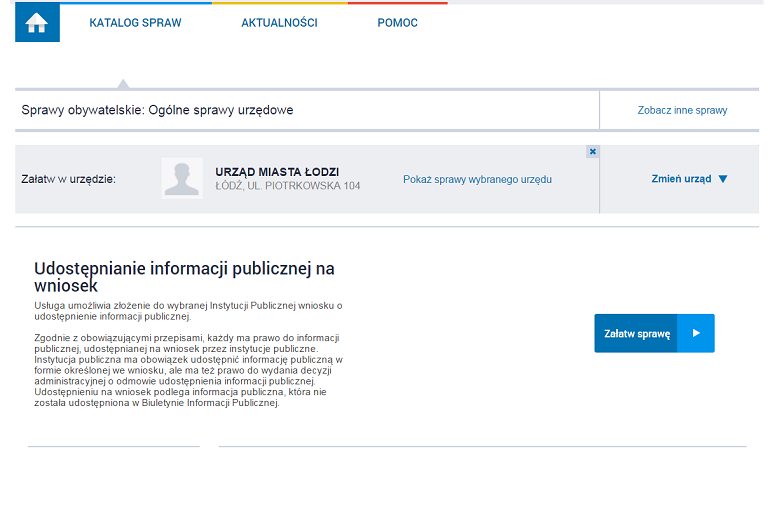 KATALOG SPRAW AKTUALNOŚCI POMOC
Sprawy obywatelskie: Ogólne sprawy urzędowe Zobacz inne sprawy
Załatw w urzędzie: URZĄD MIASTA ŁODZI
ŁÓDŹ, UL. PIOTRKOWSKA 104
Pokaż sprawy wybranego urzędu
Zmień urząd
Udostępnianie informacji publicznej na
wniosek
Usługa umożliwia złożenie do wybranej Instytucji Publicznej wniosku o
udostępnienie informacji publicznej.
Zgodnie z obowiązującymi przepisami, każdy ma prawo do informacji
publicznej, udostępnianej na wniosek przez instytucje publiczne.
Instytucja publiczna ma obowiązek udostępnić informację publiczną w
formie określonej we wniosku, ale ma też prawo do wydania decyzji
administracyjnej o odmowie udostępnienia informacji publicznej.
Udostępnieniu na wniosek podlega informacja publiczna, która nie
została udostępniona w Biuletynie Informacji Publicznej.
Załatw sprawę